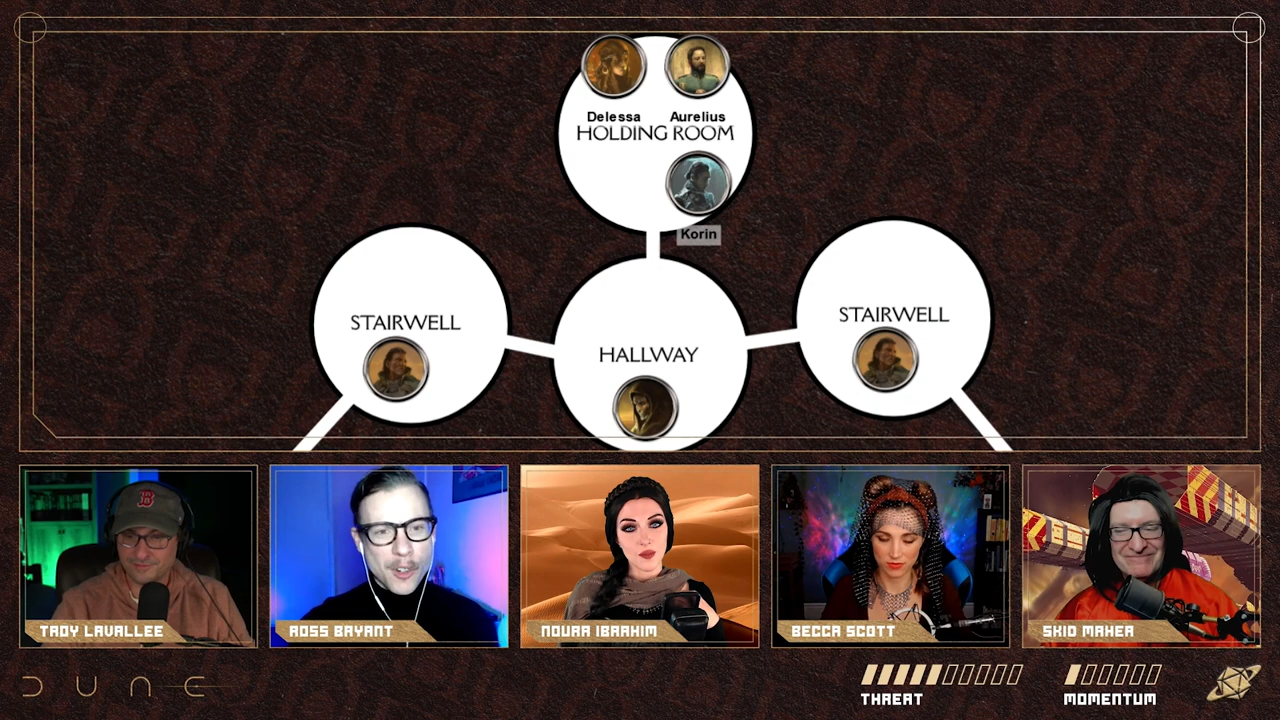 Delessa Aurelius
HOLDING ROOM
Korin
STAIRWELL
STAIRWELL
HALLWAY
TROY LAVALLEE
ROSS BRYANT
NOURA IBRAHIM
BECCA SCOTT
SKID MAHER
DUNE
THREAT
MOMENTUM